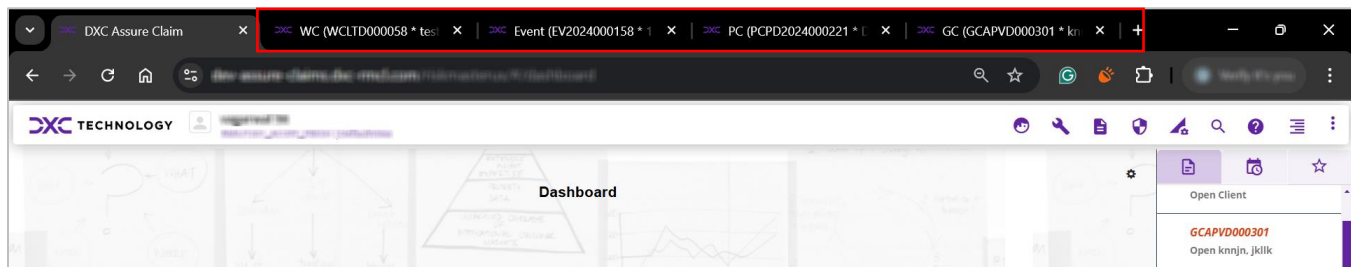 DXC Assure Claim
WC (WCLTD000058 * test
Event (EV2024000158 * 1
PC (PCPD2024000221 * D
GC (GCAPVD000301 * kn
DXC TECHNOLOGY
Dashboard
Open Client
GCAPVD000301
Open knnjn, jkllk